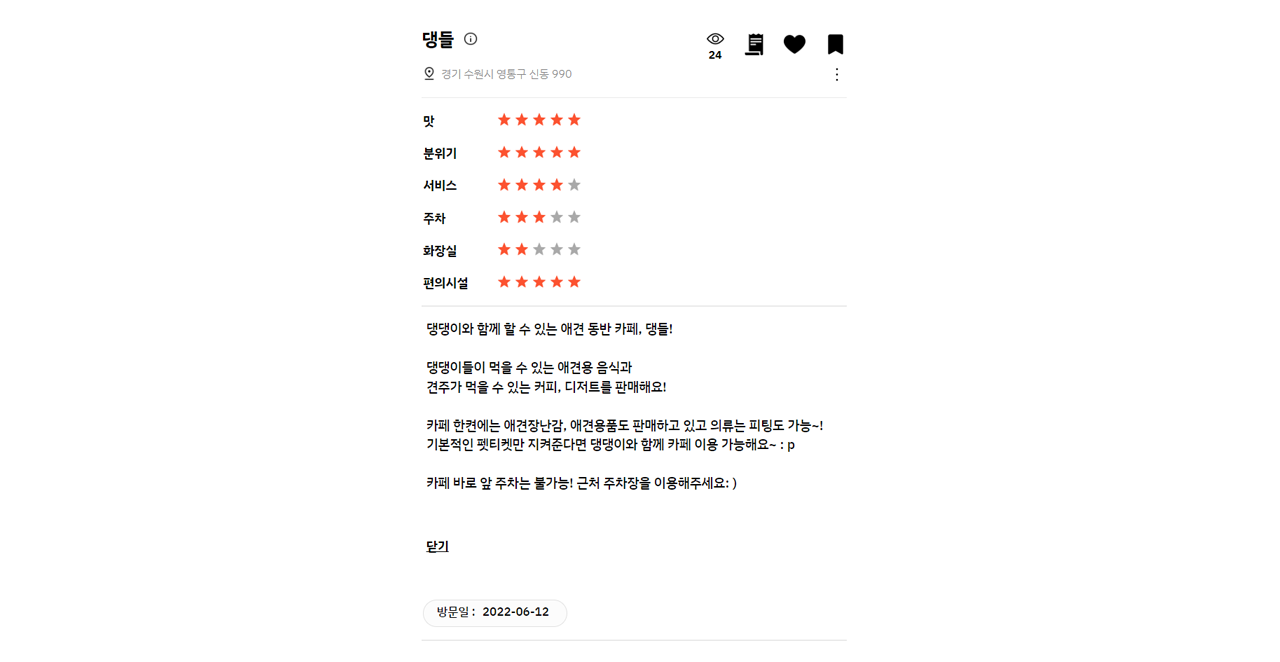 댕들
24
경기 수원시 영통구 신동 990
맛
분위기
서비스
주차
화장실
편의시설
댕댕이와 함께 할 수 있는 애견 동반 카페, 댕들!
댕댕이들이 먹을 수 있는 애견용 음식과
견주가 먹을 수 있는 커피, 디저트를 판매해요!
카페 한켠에는 애견장난감, 애견용품도 판매하고 있고 의류는 피팅도 가능~!
기본적인 펫티켓만 지켜준다면 댕댕이와 함께 카페 이용 가능해요~ : p
카페 바로 앞 주차는 불가능! 근처 주차장을 이용해주세요: )
닫기
방문일 : 2022-06-12